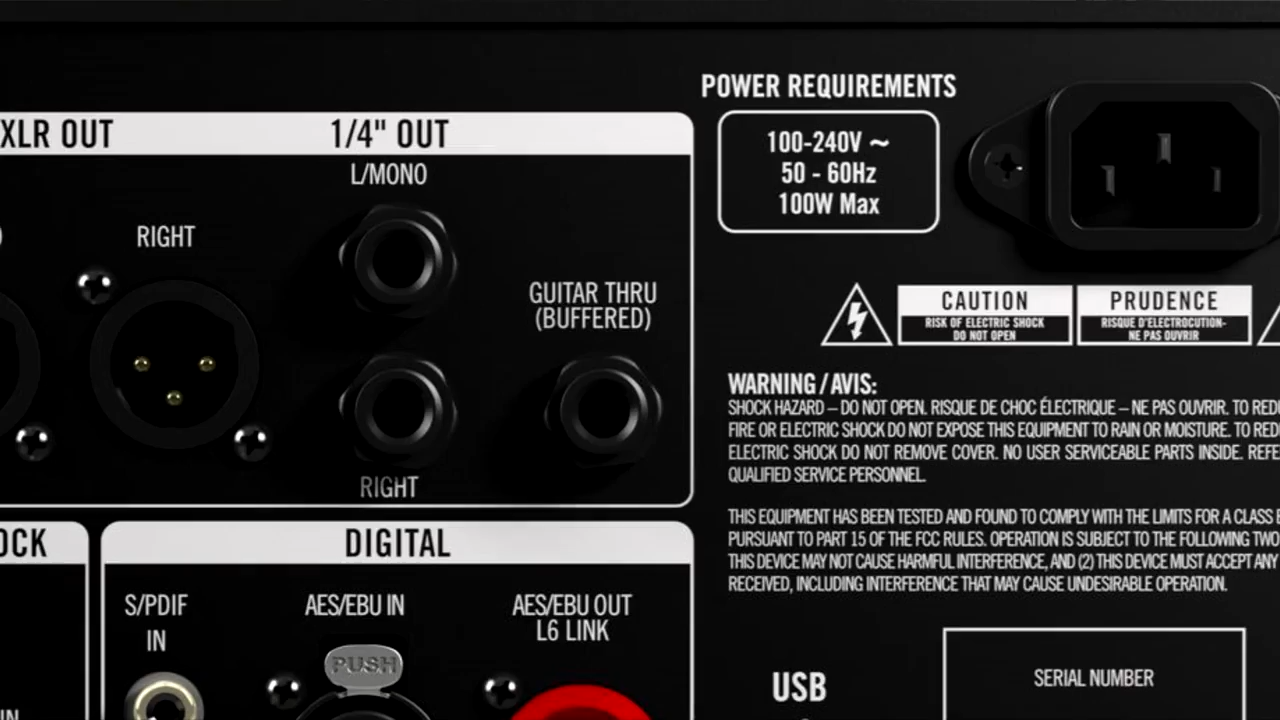 POWER REQUIREMENTS
100-240V ~
50 - 60Hz
100W Max
XLR OUT
1/4" OUT
L/MONO
RIGHT
GUITAR THRU
(BUFFERED)
RIGHT
CAUTION
RISK OF ELECTRIC SHOCK
DO NOT OPEN
PRUDENCE
RISQUE D'ELECTROCUTION-
NE PAS OUVRIR
WARNING / AVIS:
SHOCK HAZARD – DO NOT OPEN. RISQUE DE CHOC ÉLECTRIQUE – NE PAS OUVRIR. TO
FIRE OR ELECTRIC SHOCK DO NOT EXPOSE THIS EQUIPMENT TO RAIN OR MOISTURE. TO
ELECTRIC SHOCK DO NOT REMOVE COVER. NO USER SERVICEABLE PARTS INSIDE.
QUALIFIED SERVICE PERSONNEL.
THIS EQUIPMENT HAS BEEN TESTED AND FOUND TO COMPLY WITH THE LIMITS FOR A CLASS
PURSUANT TO PART 15 OF THE FCC RULES. OPERATION IS SUBJECT TO THE FOLLOWING TWO
THIS DEVICE MAY NOT CAUSE HARMFUL INTERFERENCE, AND (2) THIS DEVICE MUST ACCEPT ANY
RECEIVED, INCLUDING INTERFERENCE THAT MAY CAUSE UNDESIRABLE OPERATION.
DIGITAL
S/PDIF
IN
AES/EBU IN
AES/EBU OUT
L6 LINK
PUSH
USB
SERIAL NUMBER